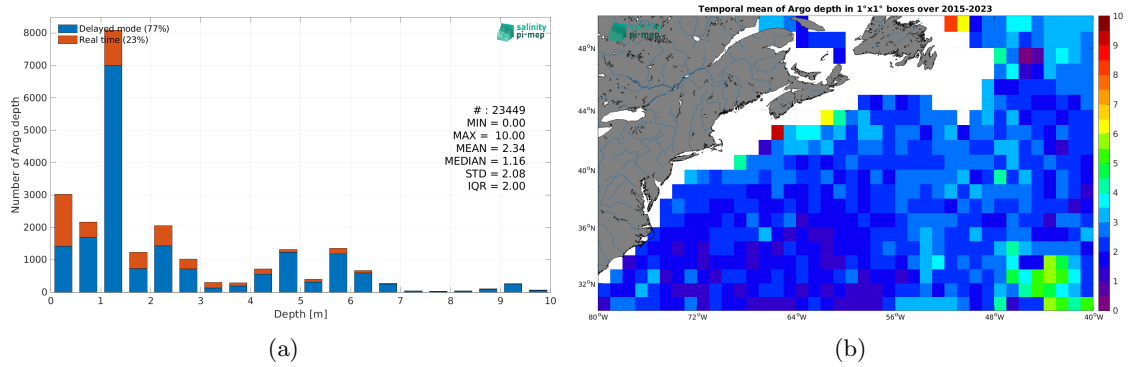 Delayed mode (77%)
Real time (23%)
salinity
pi-mep
# : 23449
MIN = 0.00
MAX = 10.00
MEAN = 2.34
MEDIAN = 1.16
STD = 2.08
IQR = 2.00
Number of Argo depth
8000
7000
6000
5000
4000
3000
2000
1000
0
0 1 2 3 4 5 6 7 8 9 10
Depth [m]
(a)
Temporal mean of Argo depth in 1°x1° boxes over 2015-2023
salinity
pi-mep
48°N
44°N
40°N
36°N
32°N
80°W 72°W 64°W 56°W 48°W 40°W
10
9
8
7
6
5
4
3
2
1
0
(b)